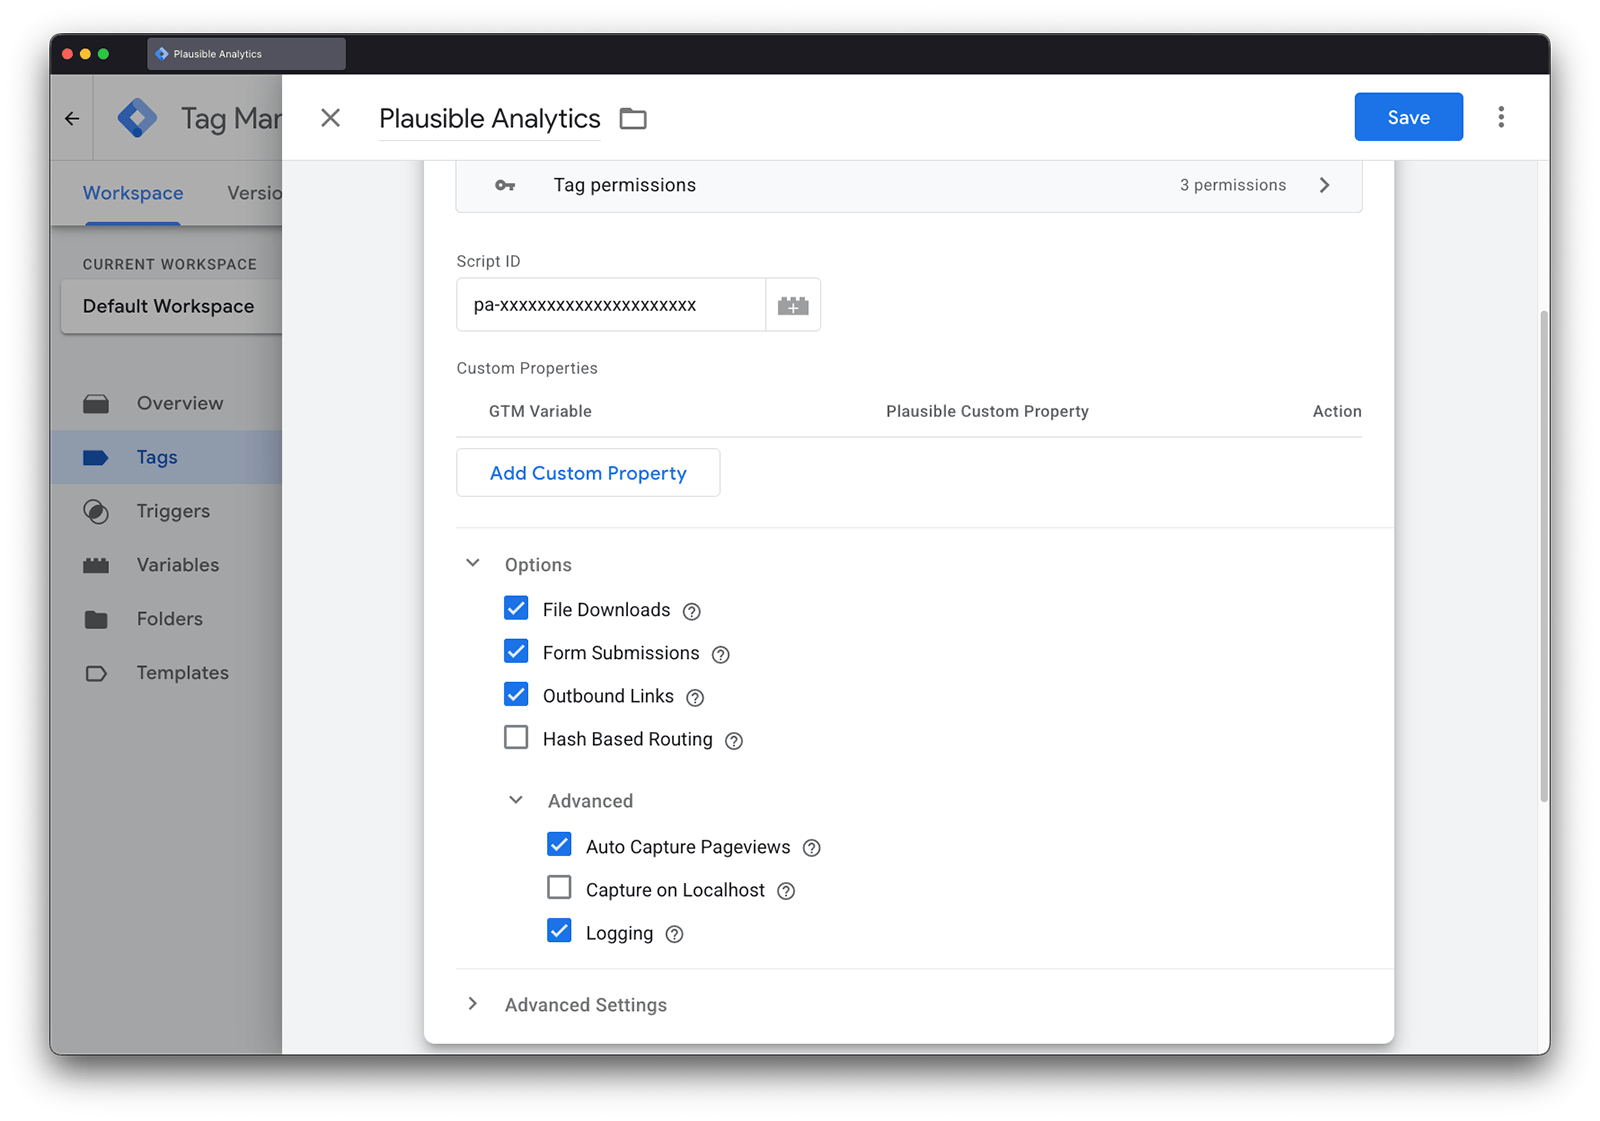 Plausible Analytics
Tag Mar
Plausible Analytics
Save
Workspace
Versio
Tag permissions
3 permissions
CURRENT WORKSPACE
Default Workspace
Script ID
pa-xxxxxxxxxxxxxxxxxxxxx
Custom Properties
GTM Variable
Plausible Custom Property
Action
Add Custom Property
Overview
Tags
Triggers
Variables
Folders
Templates
Options
File Downloads
Form Submissions
Outbound Links
Hash Based Routing
Advanced
Auto Capture Pageviews
Capture on Localhost
Logging
Advanced Settings